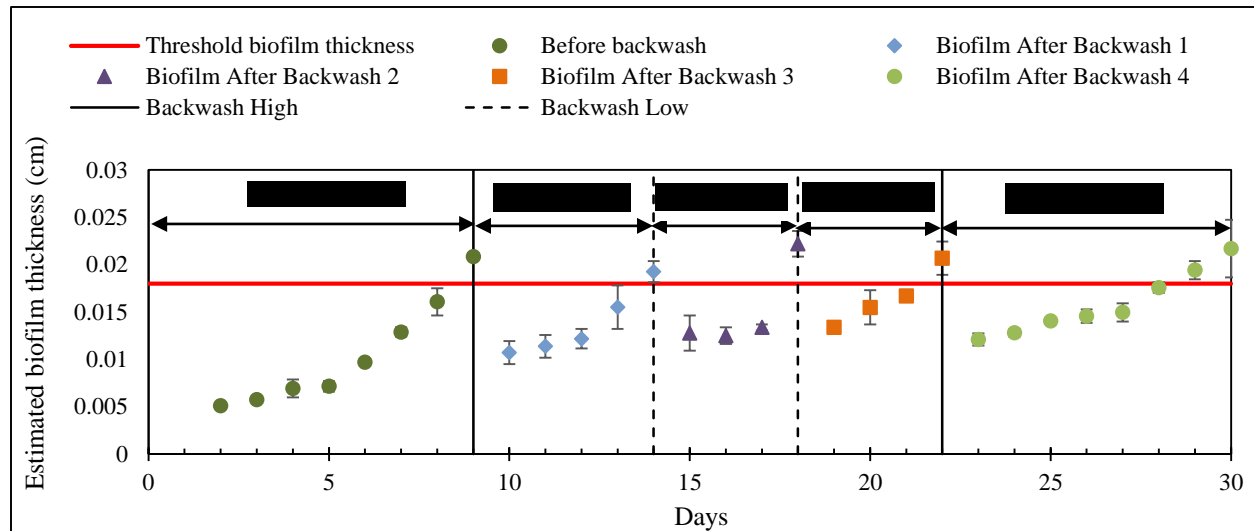 Threshold biofilm thickness Before backwash Biofilm After Backwash 1
Biofilm After Backwash 2 Biofilm After Backwash 3 Biofilm After Backwash 4
Backwash High Backwash Low
Estimated biofilm thickness (cm)
0.03
0.025
0.02
0.015
0.01
0.005
0
0 5 10 15 20 25 30
Days